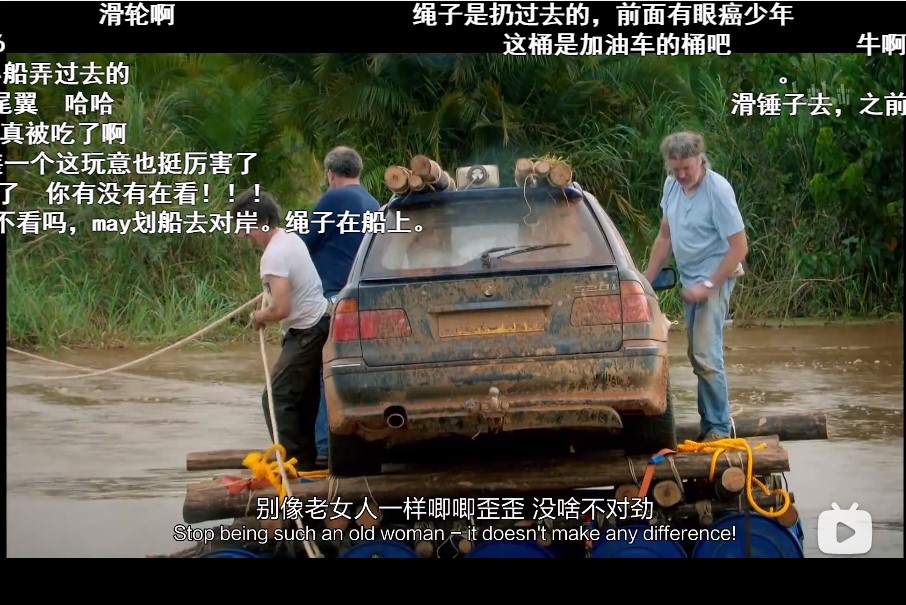 滑轮啊
绳子是扔过去的，前面有眼癌少年
6
这桶是加油车的桶吧
牛啊
船弄过去的
。
尾翼　哈哈
滑锤子去，之前
真被吃了啊
一个这玩意也挺厉害了
了　你有没有在看！！！
不看吗，may划船去对岸。绳子在船上。
别像老女人一样唧唧歪歪 没啥不对劲
Stop being such an old woman – it doesn't make any difference!